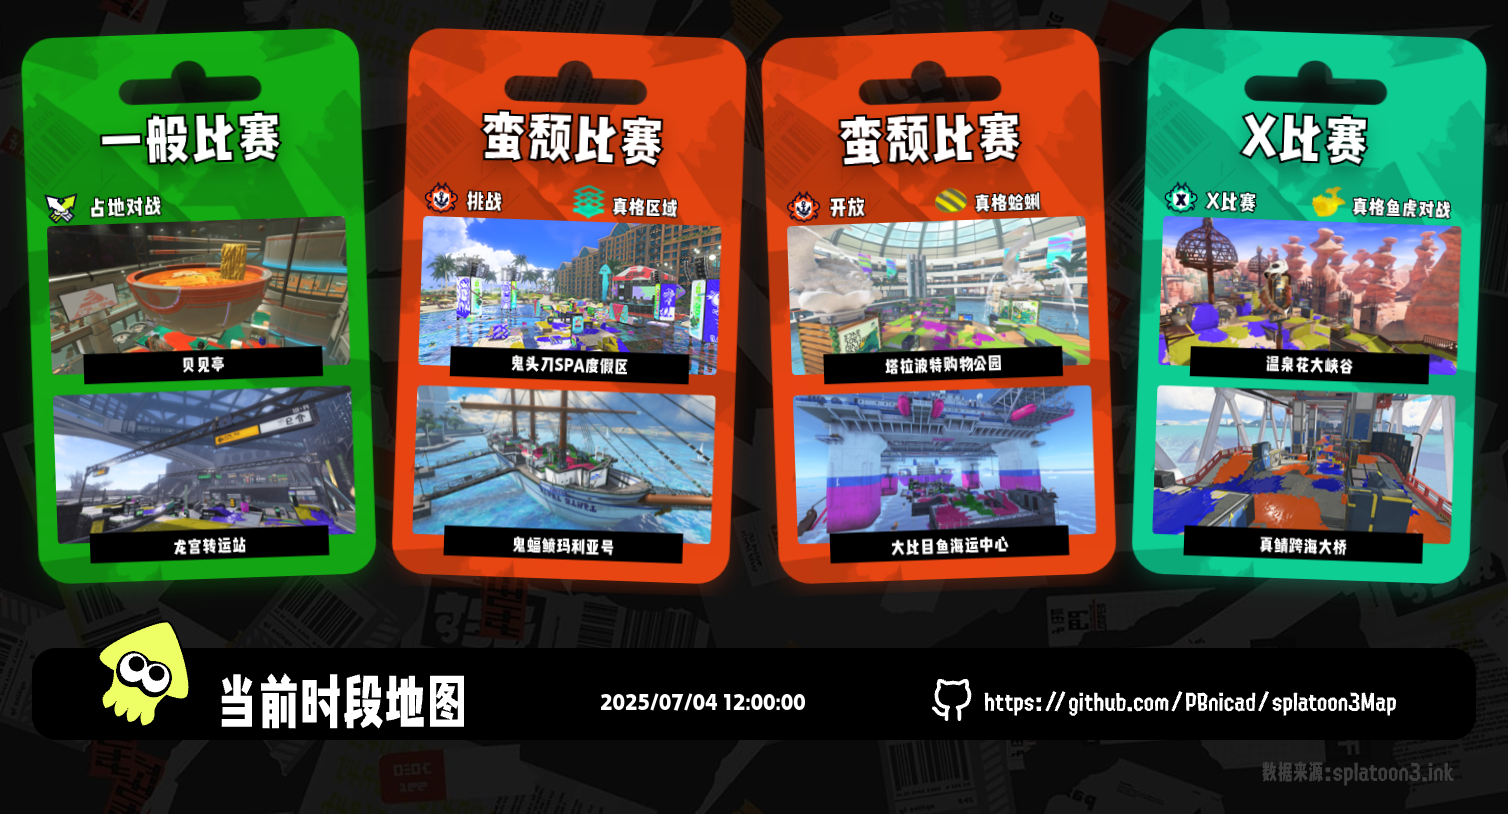 一般比赛
占地对战
贝贝亭
龙宫转运站
蛮颓比赛
挑战
真格区域
鬼头刀SPA度假区
鬼蝠鲼玛利亚号
蛮颓比赛
开放
真格蛤蜊
塔拉波特购物公园
大比目鱼海运中心
X比赛
X比赛
真格鱼虎对战
温泉花大峡谷
真鲭跨海大桥
当前时段地图
2025/07/04 12:00:00
https://github.com/PBnicad/splatoon3Map
数据来源:splatoon3.ink